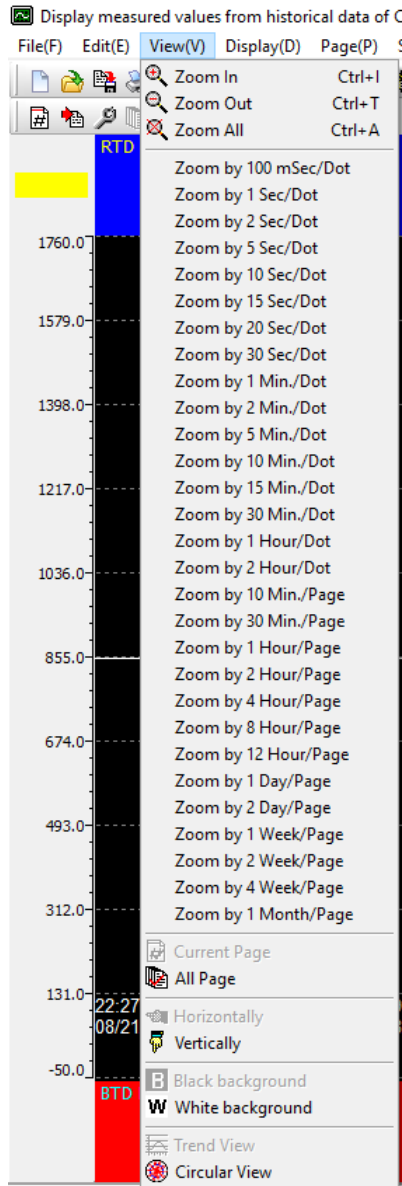 Display measured values from historical data of C
File(F) Edit(E) View(V) Display(D) Page(P)
Zoom In Ctrl+I
Zoom Out Ctrl+T
Zoom All Ctrl+A
RTD
Zoom by 100 mSec/Dot
Zoom by 1 Sec/Dot
Zoom by 2 Sec/Dot
1760.0
Zoom by 5 Sec/Dot
Zoom by 10 Sec/Dot
Zoom by 15 Sec/Dot
1579.0
Zoom by 20 Sec/Dot
Zoom by 30 Sec/Dot
Zoom by 1 Min./Dot
1398.0
Zoom by 2 Min./Dot
Zoom by 5 Min./Dot
Zoom by 10 Min./Dot
1217.0
Zoom by 15 Min./Dot
Zoom by 30 Min./Dot
Zoom by 1 Hour/Dot
1036.0
Zoom by 2 Hour/Dot
Zoom by 10 Min./Page
Zoom by 30 Min./Page
Zoom by 1 Hour/Page
855.0
Zoom by 2 Hour/Page
Zoom by 4 Hour/Page
Zoom by 8 Hour/Page
674.0
Zoom by 12 Hour/Page
Zoom by 1 Day/Page
Zoom by 2 Day/Page
493.0
Zoom by 1 Week/Page
Zoom by 2 Week/Page
Zoom by 4 Week/Page
312.0
Zoom by 1 Month/Page
Current Page
All Page
131.0
22:27
Horizontally
08/21
Vertically
-50.0
Black background
BTD
White background
Trend View
Circular View